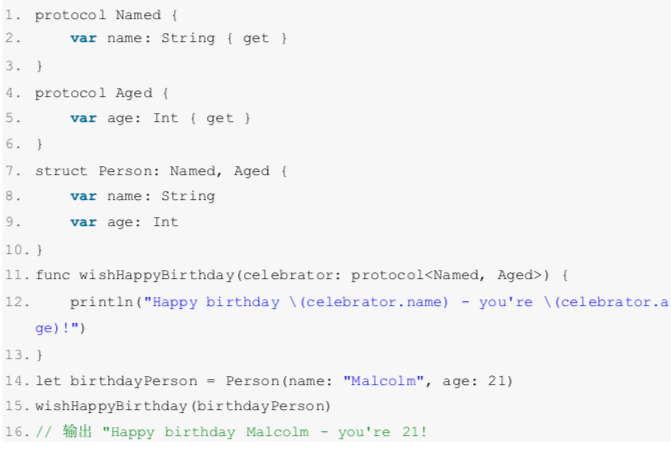 1. protocol Named {
2.     var name: String { get }
3. }
4. protocol Aged {
5.     var age: Int { get }
6. }
7. struct Person: Named, Aged {
8.     var name: String
9.     var age: Int
10. }
11. func wishHappyBirthday(celebrator: protocol<Named, Aged>) {
12.     println("Happy birthday \(celebrator.name) - you're \(celebrator.a
ge)!")
13. }
14. let birthdayPerson = Person(name: "Malcolm", age: 21)
15. wishHappyBirthday(birthdayPerson)
16. // 输出 "Happy birthday Malcolm - you're 21!